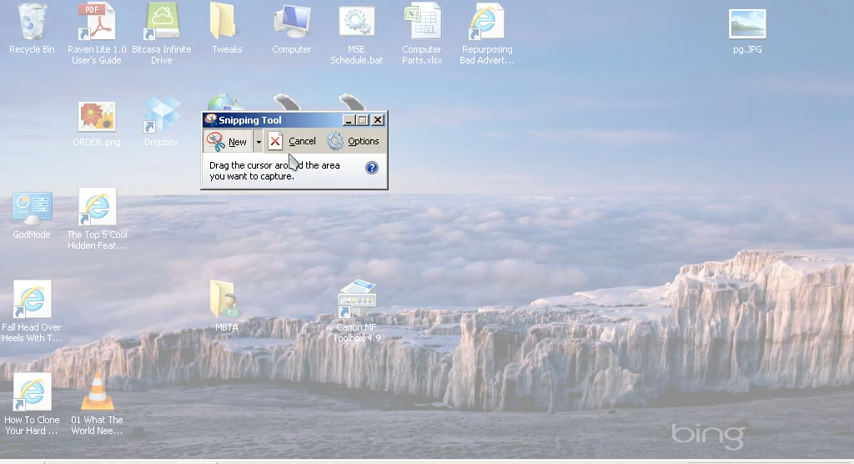 Recycle Bin
Raven Lite 1.0
User's Guide
Bitcasa Infinite
Drive
Tweaks
Computer
MSE
Schedule.bat
Computer
Parts.xlsx
Repurposing
Bad Advert...
pg.JPG
PDF
ORDER.png
Dropbox
Snipping Tool
New
Cancel
Options
Drag the cursor around the area
you want to capture.
GodMode
The Top 5 Cool
Hidden Feat...
Fall Head Over
Heels With T...
MBTA
Canon MF
Toolbox 4.9
How To Clone
Your Hard ...
01 What The
World Nee...
bing